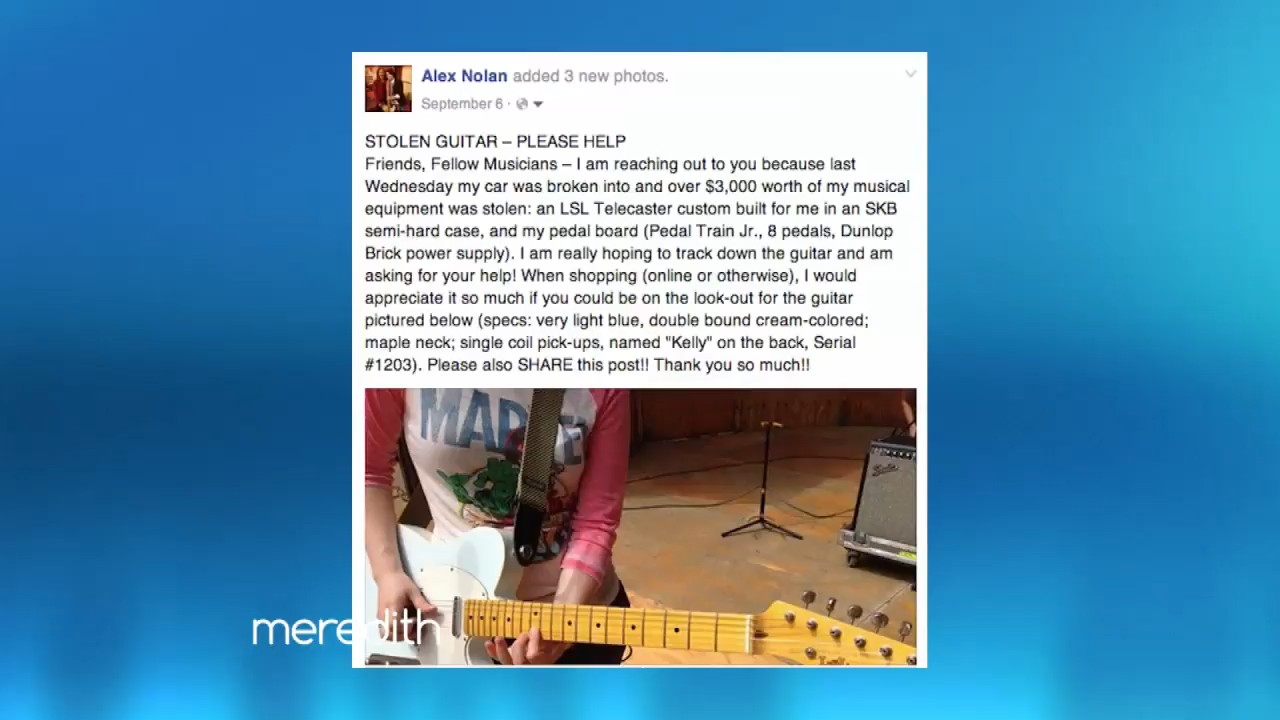 Alex Nolan added 3 new photos.
September 6 ·
STOLEN GUITAR – PLEASE HELP
Friends, Fellow Musicians – I am reaching out to you because last
Wednesday my car was broken into and over $3,000 worth of my musical
equipment was stolen: an LSL Telecaster custom built for me in an SKB
semi-hard case, and my pedal board (Pedal Train Jr., 8 pedals, Dunlop
Brick power supply). I am really hoping to track down the guitar and am
asking for your help! When shopping (online or otherwise), I would
appreciate it so much if you could be on the look-out for the guitar
pictured below (specs: very light blue, double bound cream-colored;
maple neck; single coil pick-ups, named "Kelly" on the back, Serial
#1203). Please also SHARE this post!! Thank you so much!!
Fender
meredith